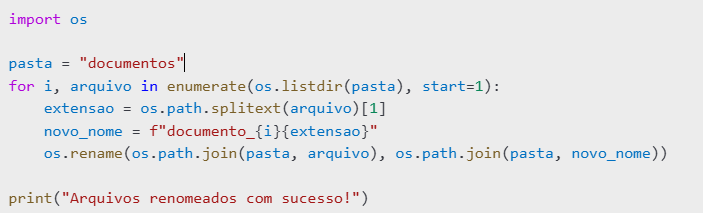 import os
pasta = "documentos"
for i, arquivo in enumerate(os.listdir(pasta), start=1):
    extensao = os.path.splitext(arquivo)[1]
    novo_nome = f"documento_{i}{extensao}"
    os.rename(os.path.join(pasta, arquivo), os.path.join(pasta, novo_nome))
print("Arquivos renomeados com sucesso!")